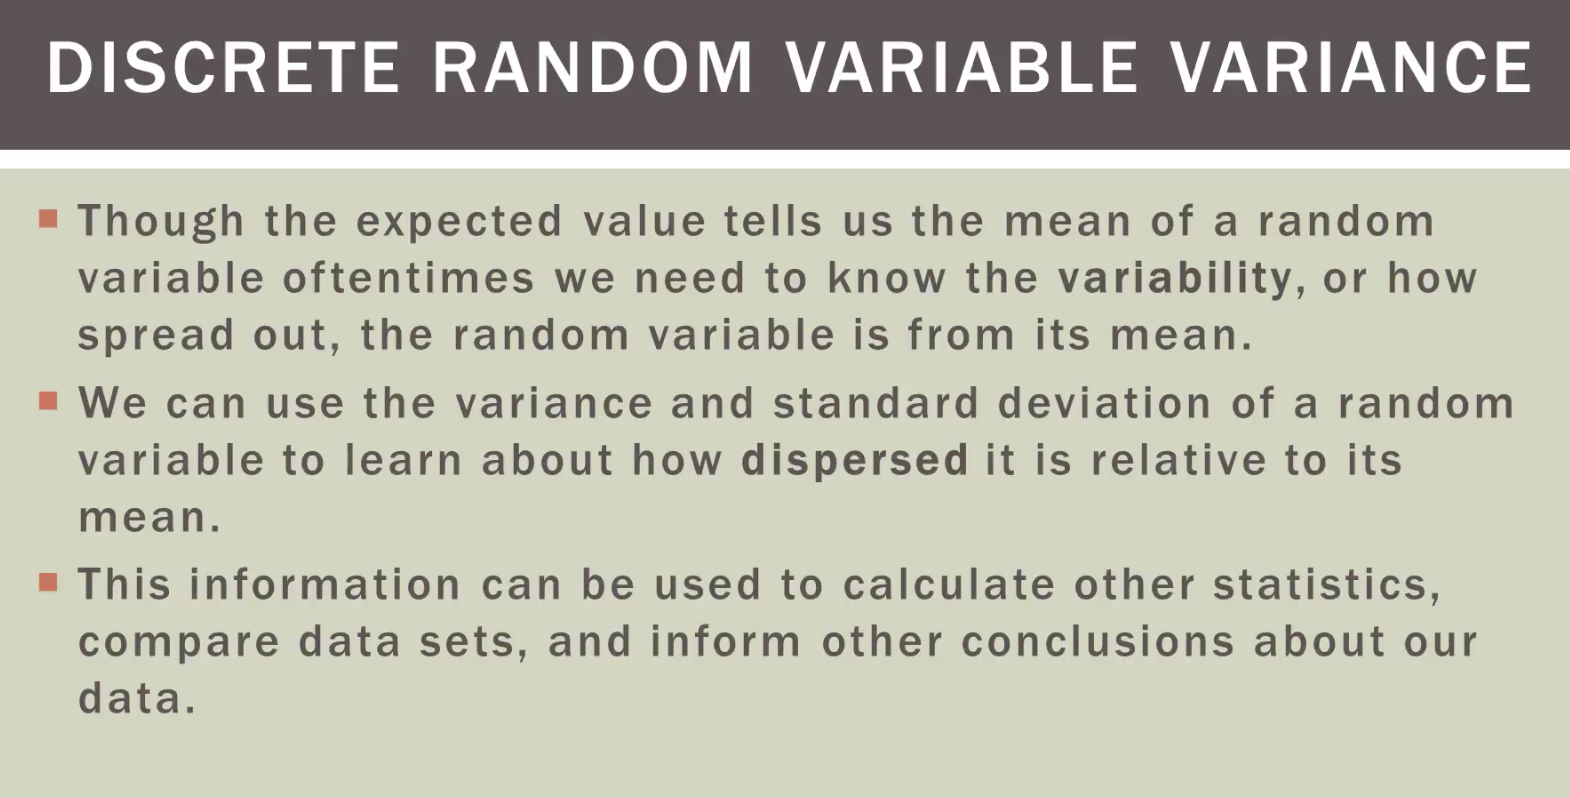 DISCRETE RANDOM VARIABLE VARIANCE
Though the expected value tells us the mean of a random
variable oftentimes we need to know the variability, or how
spread out, the random variable is from its mean.
We can use the variance and standard deviation of a random
variable to learn about how dispersed it is relative to its
mean.
This information can be used to calculate other statistics,
compare data sets, and inform other conclusions about our
data.